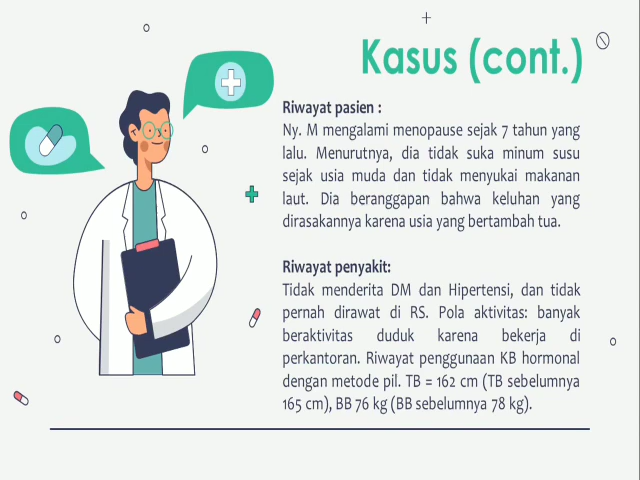 Kasus (cont.)
Riwayat pasien :
Ny. M mengalami menopause sejak 7 tahun yang
lalu. Menurutnya, dia tidak suka minum susu
sejak usia muda dan tidak menyukai makanan
laut. Dia beranggapan bahwa keluhan yang
dirasakannya karena usia yang bertambah tua.
Riwayat penyakit:
Tidak menderita DM dan Hipertensi, dan tidak
pernah dirawat di RS. Pola aktivitas: banyak
beraktivitas duduk karena bekerja di
perkantoran. Riwayat penggunaan KB hormonal
dengan metode pil. TB = 162 cm (TB sebelumnya
165 cm), BB 76 kg (BB sebelumnya 78 kg).